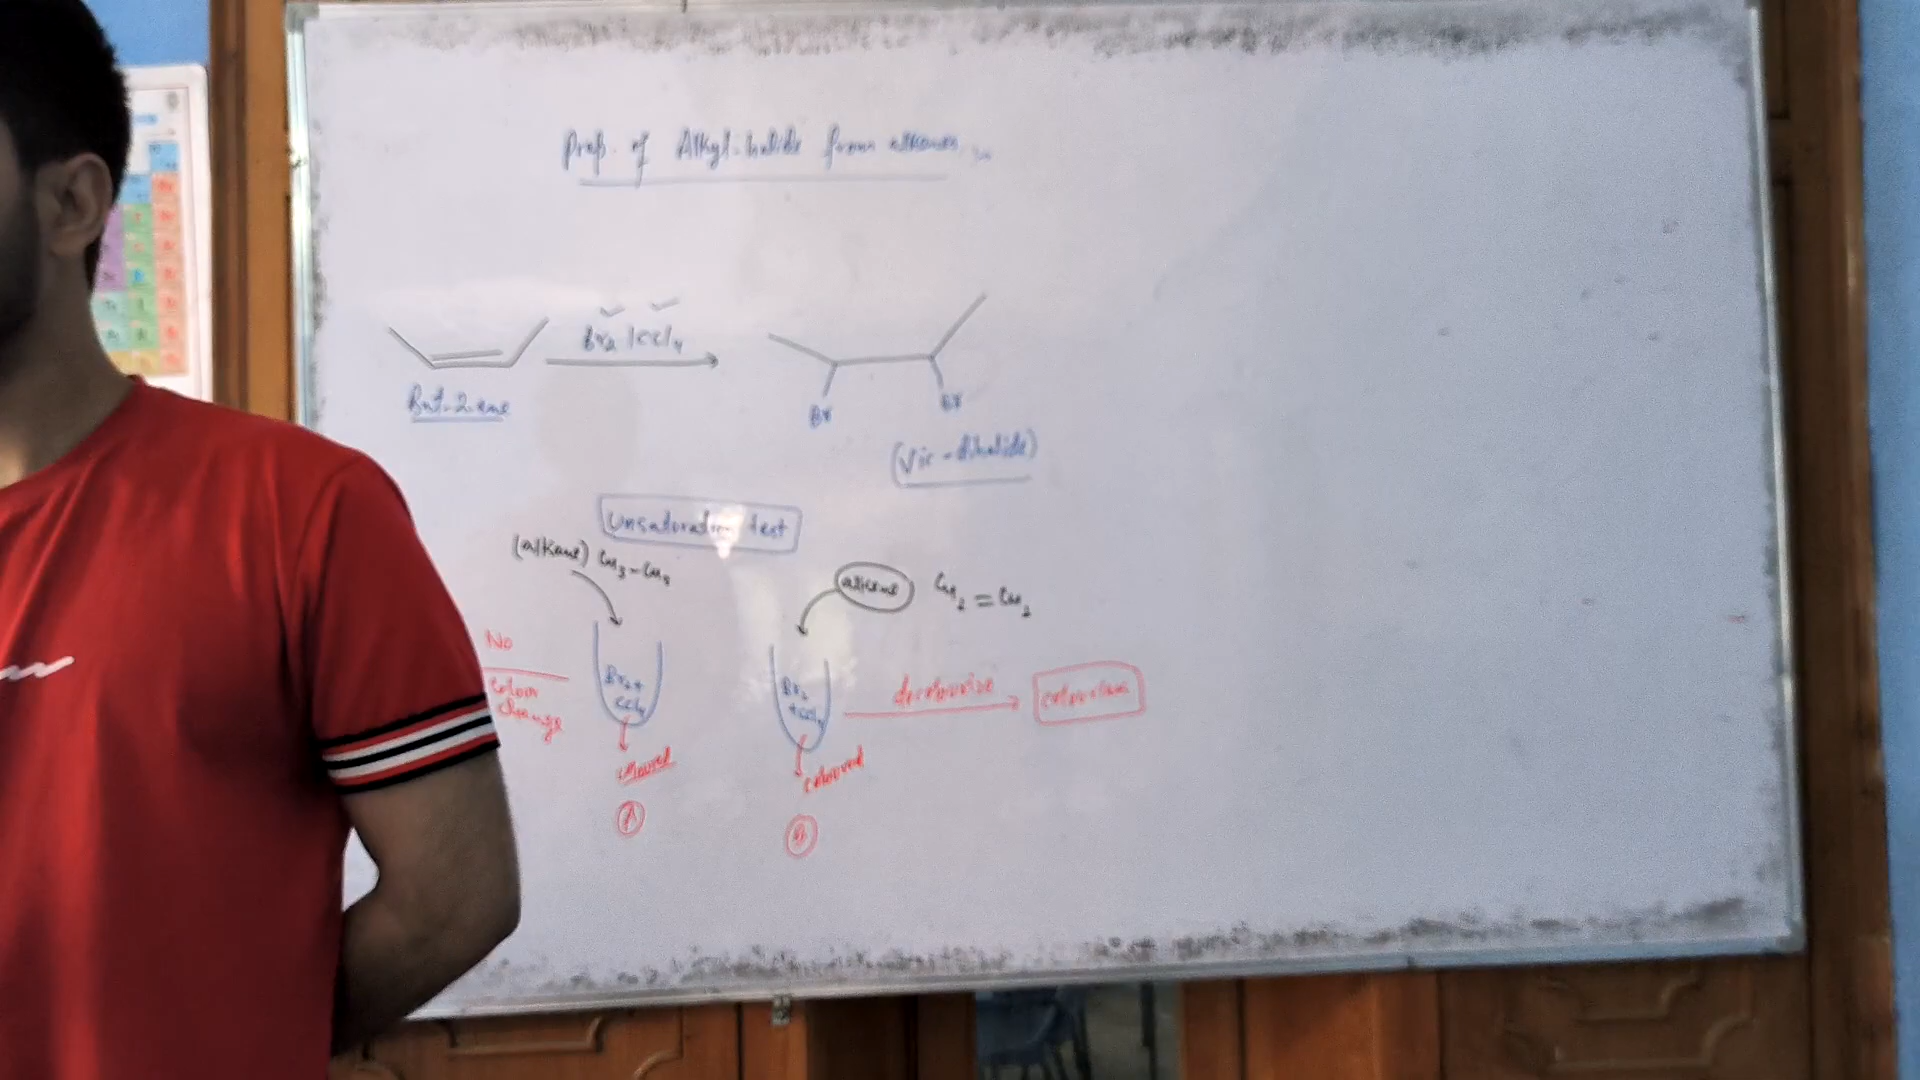 Prep. of Alkyl-halide from alkenes
Br2 / CCl4
But-2-ene
Br
Br
(Vic-dihalide)
Unsaturation test
(alkane) CH3-CH3
alkene CH2=CH2
No
Colour
Change
Br2+
CCl4
Br2
+CCl4
decolourize
colourless
coloured
coloured
A
B